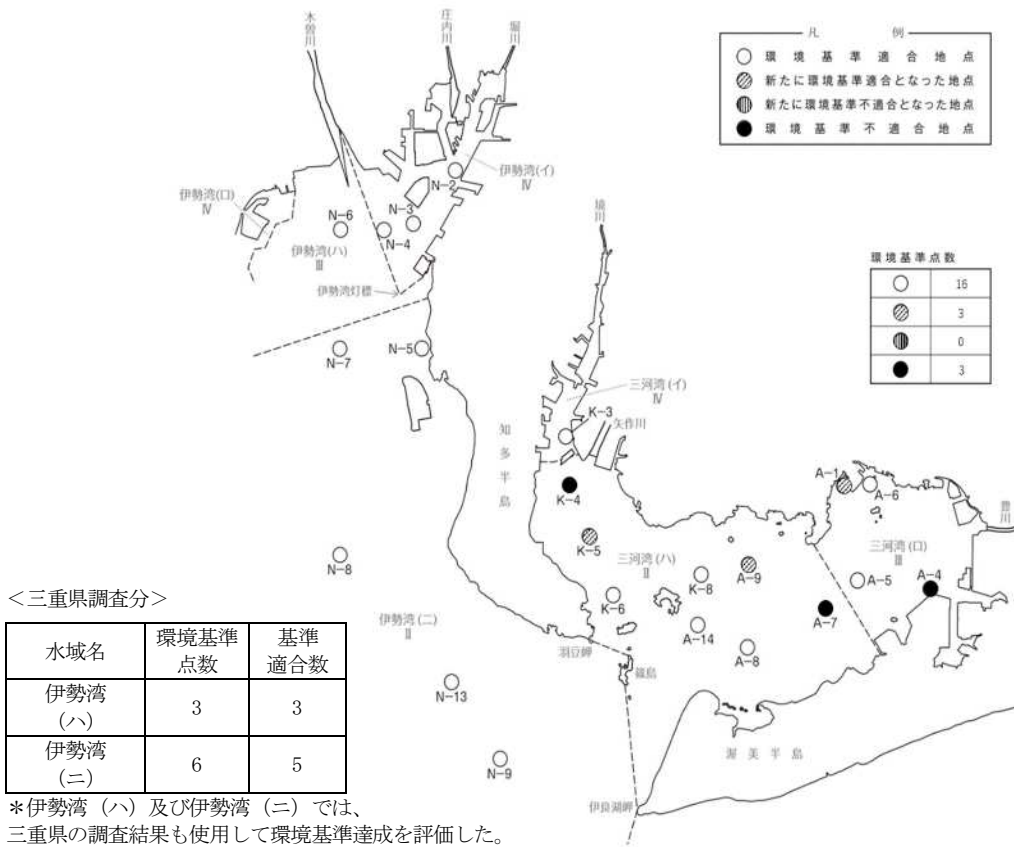 木曽川
庄内川
堀川
凡 例
環境基準適合地点
新たに環境基準適合となった地点
新たに環境基準不適合となった地点
環境基準不適合地点
伊勢湾(イ)
Ⅳ
N-2
伊勢湾(ロ)
Ⅳ
N-3
N-6
N-4
伊勢湾(ハ)
Ⅲ
伊勢湾灯標
境川
環境基準点数
16
3
0
3
N-7
N-5
三河湾(イ)
Ⅳ
K-3
矢作川
知多半島
K-4
A-1
A-6
豊川
K-5
三河湾(ハ)
Ⅱ
三河湾(ロ)
Ⅲ
N-8
A-9
K-8
A-5
A-4
K-6
A-7
A-14
A-8
伊勢湾(ニ)
Ⅱ
羽豆岬
篠島
N-13
N-9
渥美半島
伊良湖岬
<三重県調査分>
水域名 環境基準点数 基準適合数
伊勢湾(ハ) 3 3
伊勢湾(ニ) 6 5
*伊勢湾(ハ)及び伊勢湾(ニ)では、
三重県の調査結果も使用して環境基準達成を評価した。